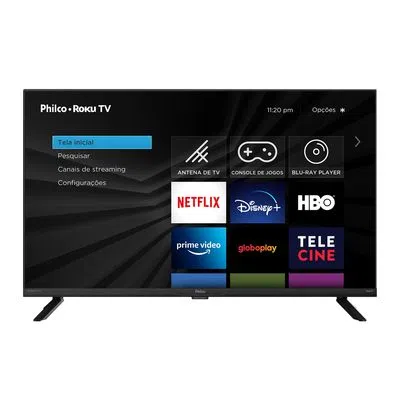 Philco • Roku TV
11:20 pm Opções ✱
Tela inicial
Pesquisar
Canais de streaming
Configurações
ANTENA DE TV
CONSOLE DE JOGOS
BLU-RAY PLAYER
NETFLIX
Disney+
HBO
prime video
globoplay
TELE
CINE
Philco